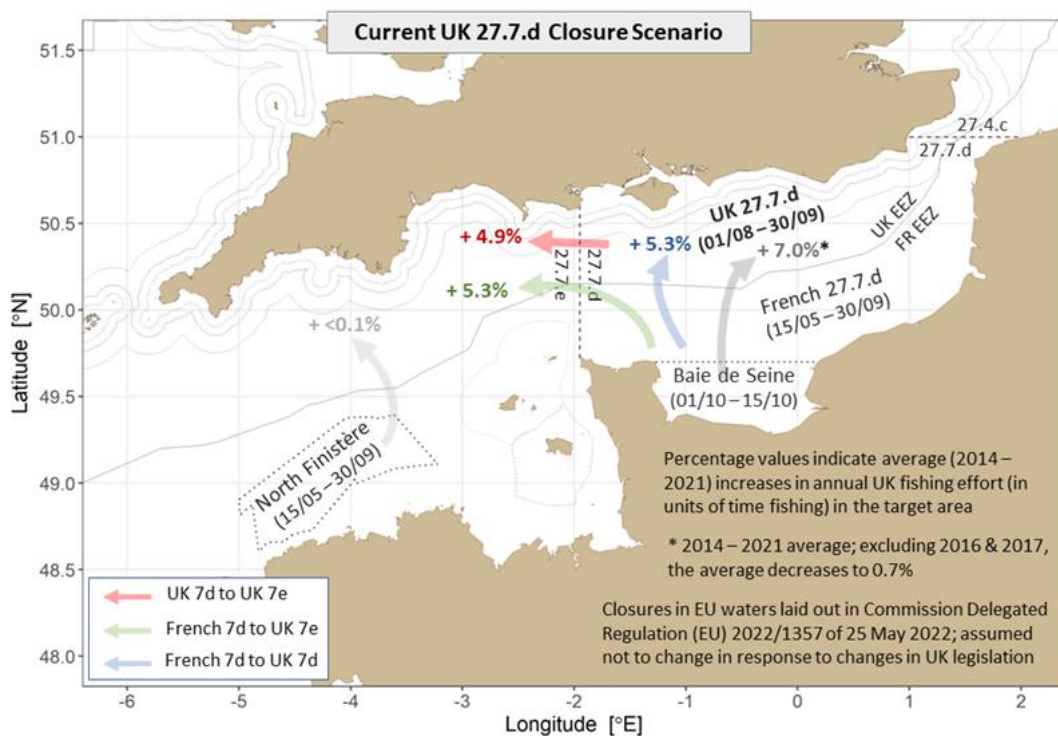 Current UK 27.7.d Closure Scenario
51.5
51.0
50.5
50.0
49.5
49.0
48.5
48.0
Latitude [°N]
27.4.c
27.7.d
UK EEZ
FR EEZ
UK 27.7.d
(01/08 – 30/09)
+ 4.9%
+ 5.3%
+ 7.0%*
27.7.e
27.7.d
+ 5.3%
French 27.7.d
(15/05 – 30/09)
+ <0.1%
Baie de Seine
(01/10 – 15/10)
North Finistère
(15/05 – 30/09)
Percentage values indicate average (2014 –
2021) increases in annual UK fishing effort (in
units of time fishing) in the target area
* 2014 – 2021 average; excluding 2016 & 2017,
the average decreases to 0.7%
Closures in EU waters laid out in Commission Delegated
Regulation (EU) 2022/1357 of 25 May 2022; assumed
not to change in response to changes in UK legislation
UK 7d to UK 7e
French 7d to UK 7e
French 7d to UK 7d
-6 -5 -4 -3 -2 -1 0 1 2
Longitude [°E]